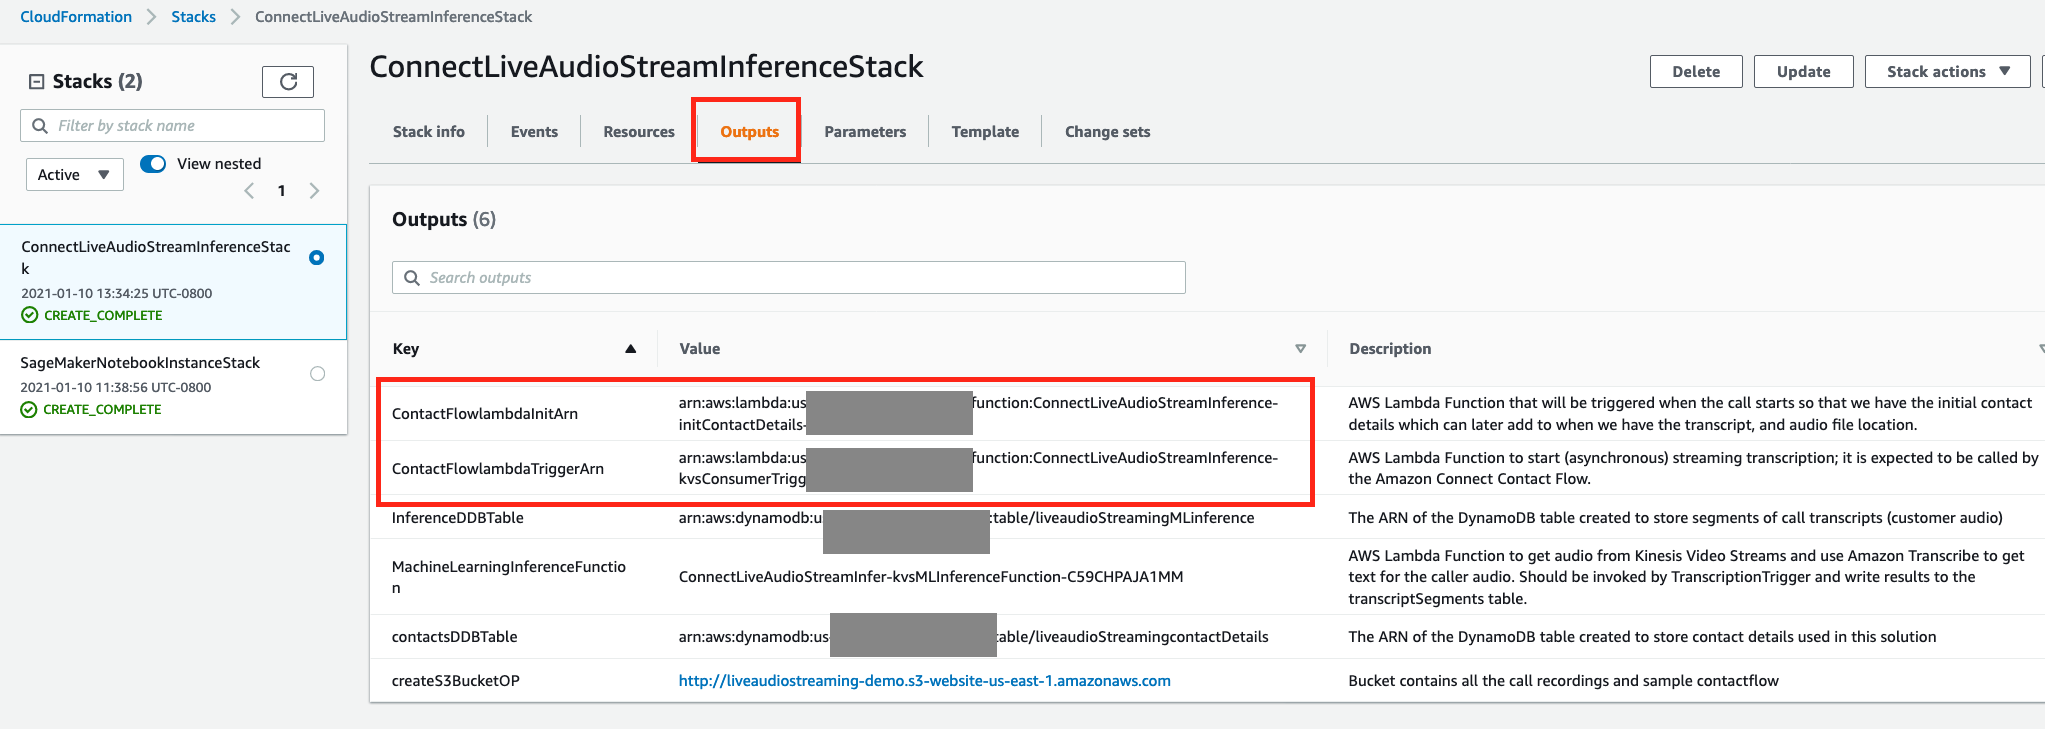 CloudFormation > Stacks > ConnectLiveAudioStreamInferenceStack
Stacks (2)
Filter by stack name
Active
View nested
1
ConnectLiveAudioStreamInferenceStac
k
2021-01-10 13:34:25 UTC-0800
CREATE_COMPLETE
SageMakerNotebookInstanceStack
2021-01-10 11:38:56 UTC-0800
CREATE_COMPLETE
ConnectLiveAudioStreamInferenceStack
Delete Update Stack actions
Stack info Events Resources Outputs Parameters Template Change sets
Outputs (6)
Search outputs
Key Value Description
ContactFlowlambdaInitArn
arn:aws:lambda:us function:ConnectLiveAudioStreamInference-
initContactDetails-
AWS Lambda Function that will be triggered when the call starts so that we have the initial contact
details which can later add to when we have the transcript, and audio file location.
ContactFlowlambdaTriggerArn
arn:aws:lambda:us function:ConnectLiveAudioStreamInference-
kvsConsumerTrigg
AWS Lambda Function to start (asynchronous) streaming transcription; it is expected to be called by
the Amazon Connect Contact Flow.
InferenceDDBTable
arn:aws:dynamodb:u :table/liveaudioStreamingMLinference
The ARN of the DynamoDB table created to store segments of call transcripts (customer audio)
MachineLearningInferenceFunctio
n
ConnectLiveAudioStreamInfer-kvsMLInferenceFunction-C59CHPAJA1MM
AWS Lambda Function to get audio from Kinesis Video Streams and use Amazon Transcribe to get
text for the caller audio. Should be invoked by TranscriptionTrigger and write results to the
transcriptSegments table.
contactsDDBTable
arn:aws:dynamodb:us table/liveaudioStreamingcontactDetails
The ARN of the DynamoDB table created to store contact details used in this solution
createS3BucketOP
http://liveaudiostreaming-demo.s3-website-us-east-1.amazonaws.com
Bucket contains all the call recordings and sample contactflow